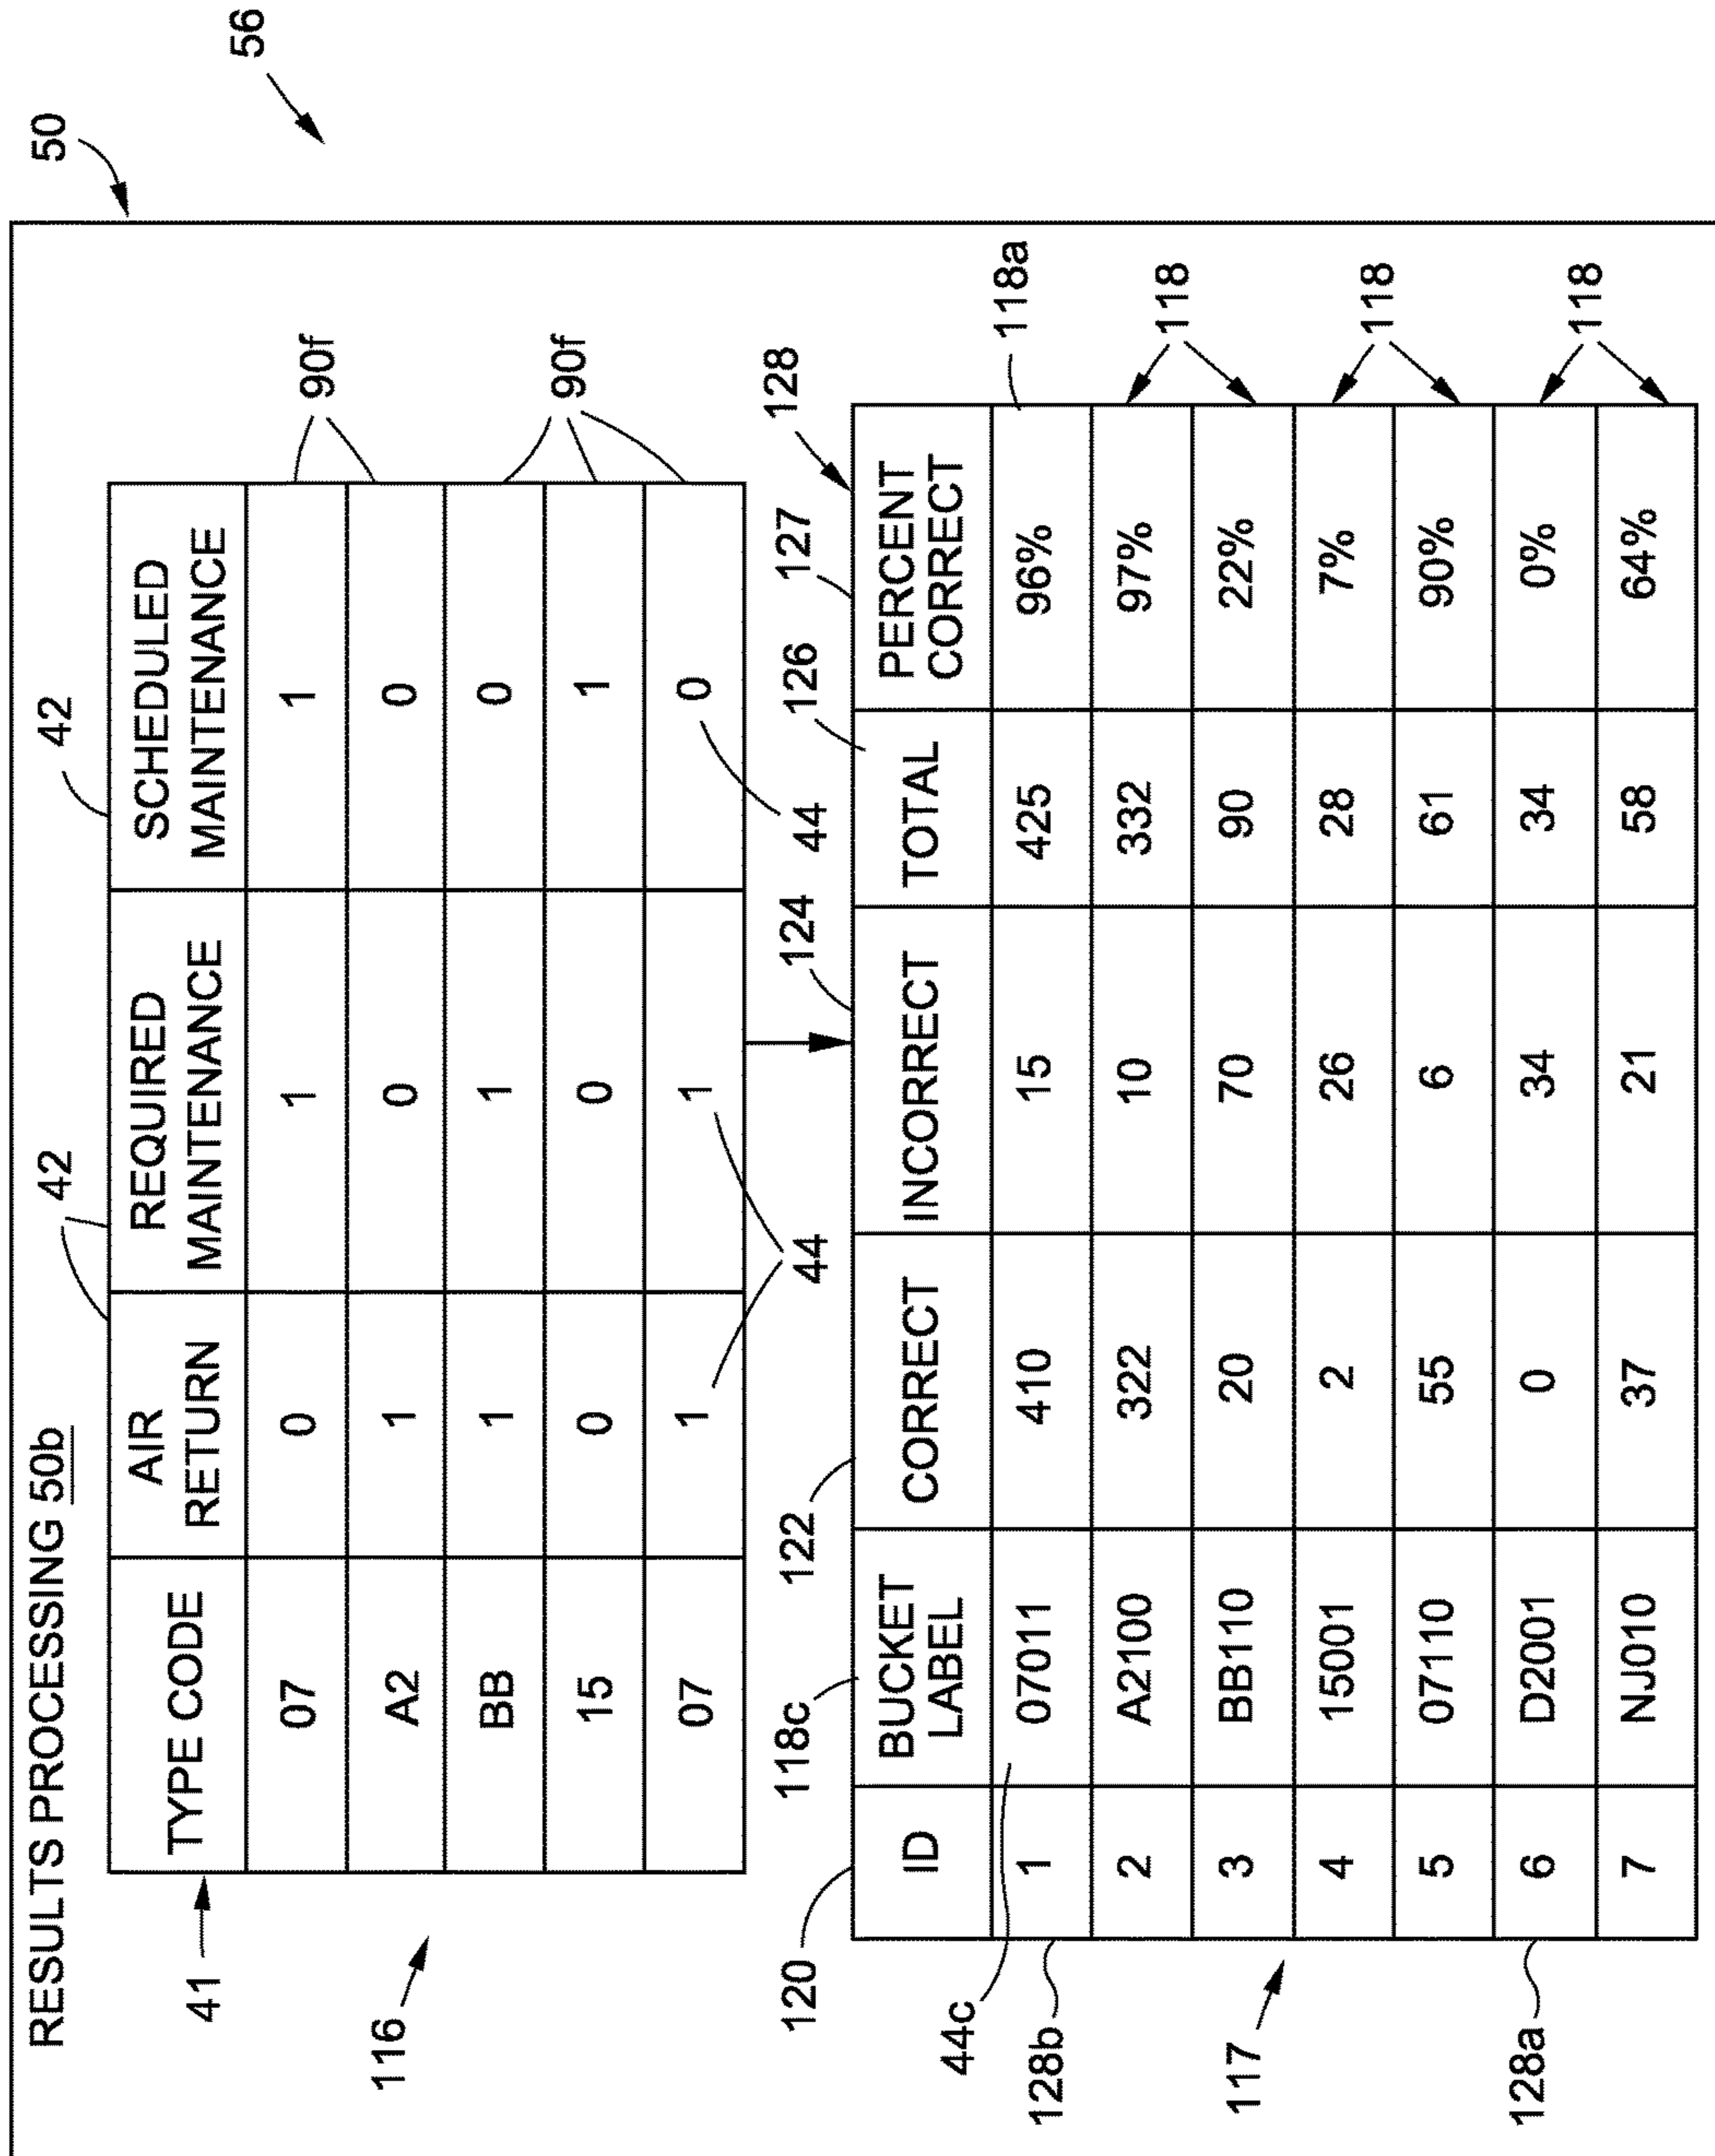 RESULTS PROCESSING 50b
50
56
42
42
41
TYPE CODE | AIR RETURN | REQUIRED MAINTENANCE | SCHEDULED MAINTENANCE
07 | 0 | 1 | 1
A2 | 1 | 0 | 0
BB | 1 | 1 | 0
15 | 0 | 0 | 1
07 | 1 | 1 | 0
90f
90f
116
44
44
120
118c
122
124
126
127
128
ID | BUCKET LABEL | CORRECT | INCORRECT | TOTAL | PERCENT CORRECT
1 | 07011 | 410 | 15 | 425 | 96%
2 | A2100 | 322 | 10 | 332 | 97%
3 | BB110 | 20 | 70 | 90 | 22%
4 | 15001 | 2 | 26 | 28 | 7%
5 | 07110 | 55 | 6 | 61 | 90%
6 | D2001 | 0 | 34 | 34 | 0%
7 | NJ010 | 37 | 21 | 58 | 64%
44c
128b
117
128a
118a
118
118
118